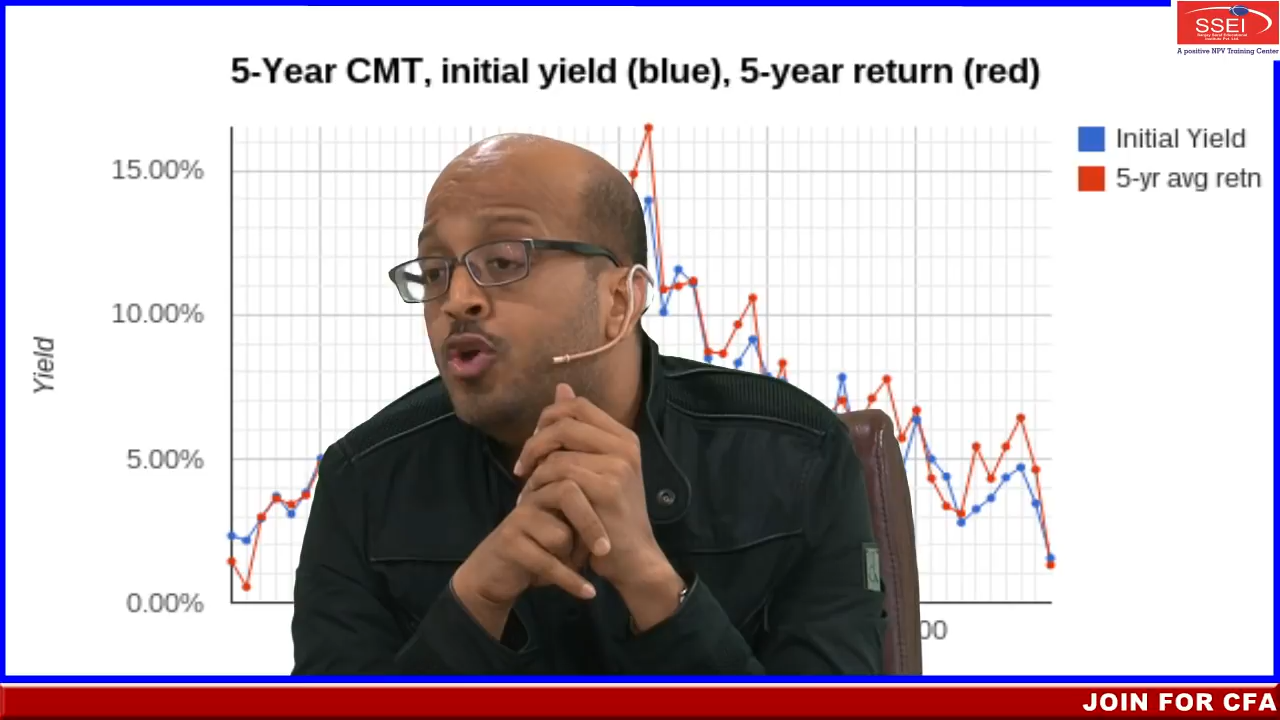 SSEI
A positive NPV Training Center
5-Year CMT, initial yield (blue), 5-year return (red)
Initial Yield
5-yr avg retn
15.00%
10.00%
5.00%
0.00%
Yield
00
JOIN FOR CFA